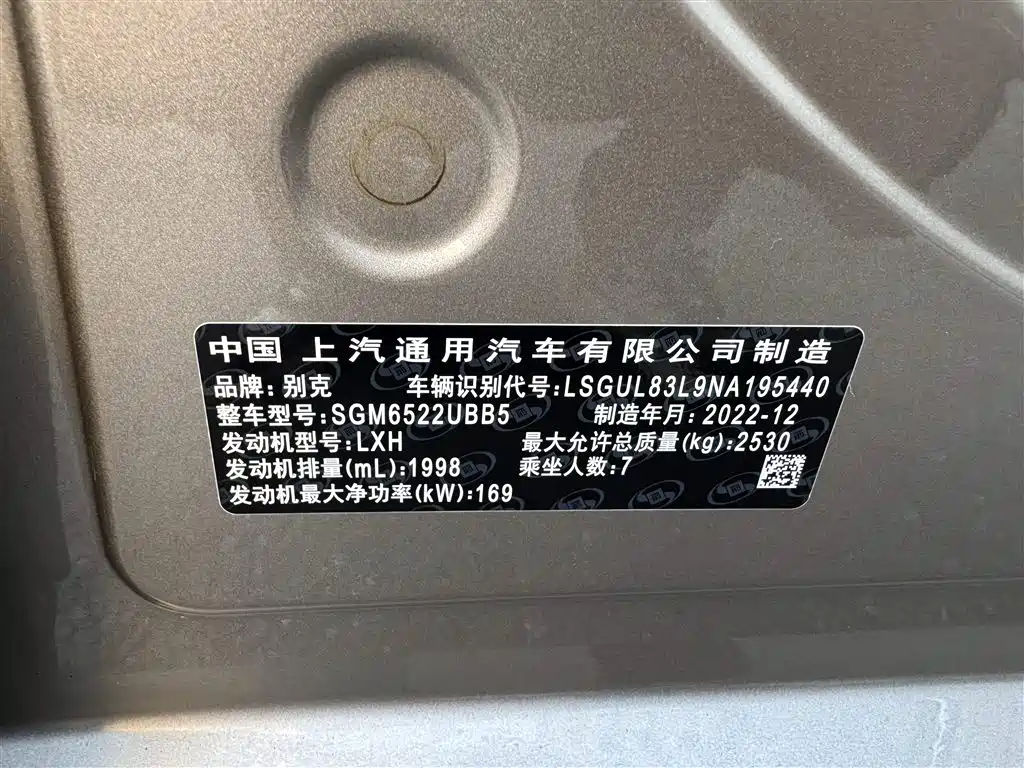 中国 上汽通用汽车有限公司制造
品牌: 别克 车辆识别代号:LSGUL83L9NA195440
整车型号:SGM6522UBB5 制造年月: 2022-12
发动机型号:LXH 最大允许总质量(kg):2530
发动机排量(mL):1998 乘坐人数:7
发动机最大净功率(kW):169